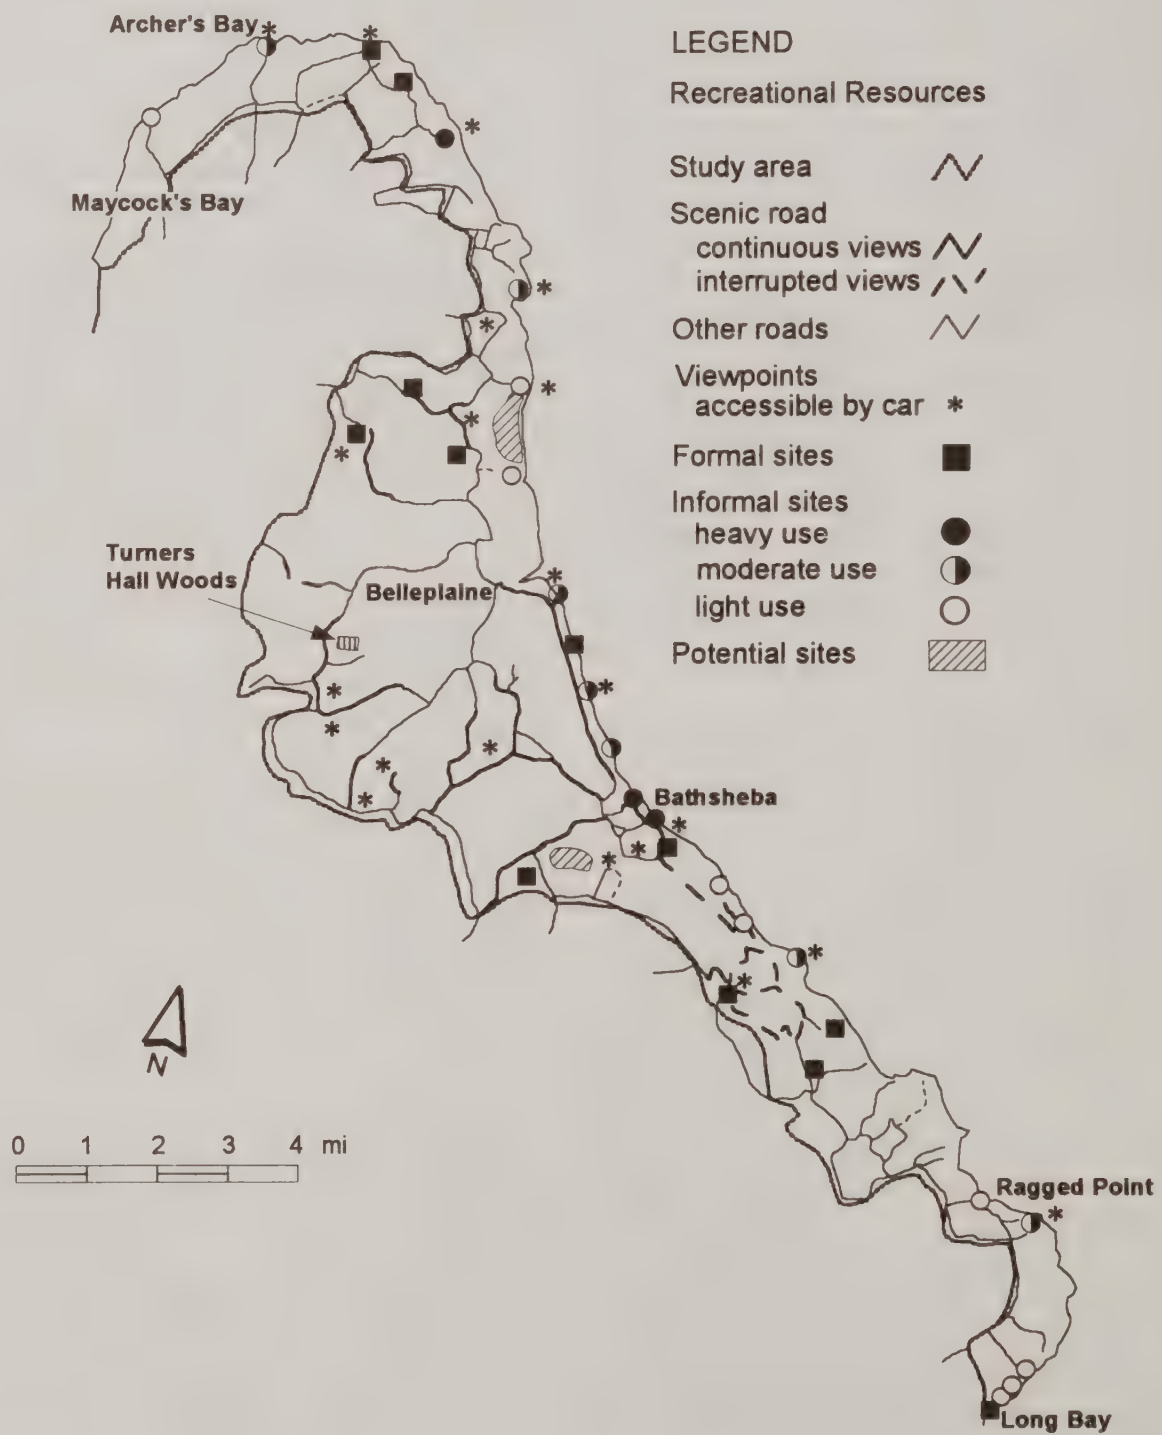 Archer's Bay
Maycock's Bay
LEGEND
Recreational Resources
Study area
Scenic road
continuous views
interrupted views
Other roads
Viewpoints
accessible by car *
Formal sites
Informal sites
heavy use
moderate use
light use
Potential sites
Turners
Hall Woods
Belleplaine
Bathsheba
N
0 1 2 3 4 mi
Ragged Point
Long Bay